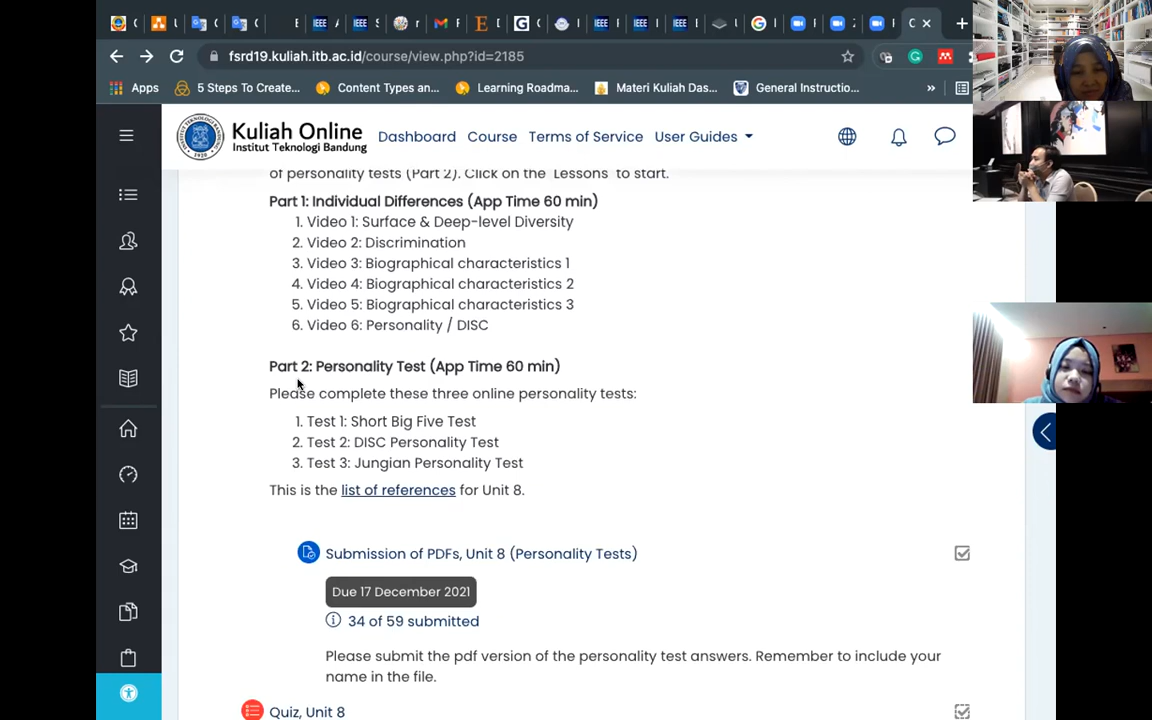 fsrd19.kuliah.itb.ac.id/course/view.php?id=2185
Apps 5 Steps To Create... Content Types an... Learning Roadma... Materi Kuliah Das... General Instructio... »
Kuliah Online
Institut Teknologi Bandung
Dashboard Course Terms of Service User Guides
of personality tests (Part 2). Click on the 'Lessons' to start.
Part 1: Individual Differences (App Time 60 min)
1. Video 1: Surface & Deep-level Diversity
2. Video 2: Discrimination
3. Video 3: Biographical characteristics 1
4. Video 4: Biographical characteristics 2
5. Video 5: Biographical characteristics 3
6. Video 6: Personality / DISC
Part 2: Personality Test (App Time 60 min)
Please complete these three online personality tests:
1. Test 1: Short Big Five Test
2. Test 2: DISC Personality Test
3. Test 3: Jungian Personality Test
This is the list of references for Unit 8.
Submission of PDFs, Unit 8 (Personality Tests)
Due 17 December 2021
34 of 59 submitted
Please submit the pdf version of the personality test answers. Remember to include your
name in the file.
Quiz, Unit 8